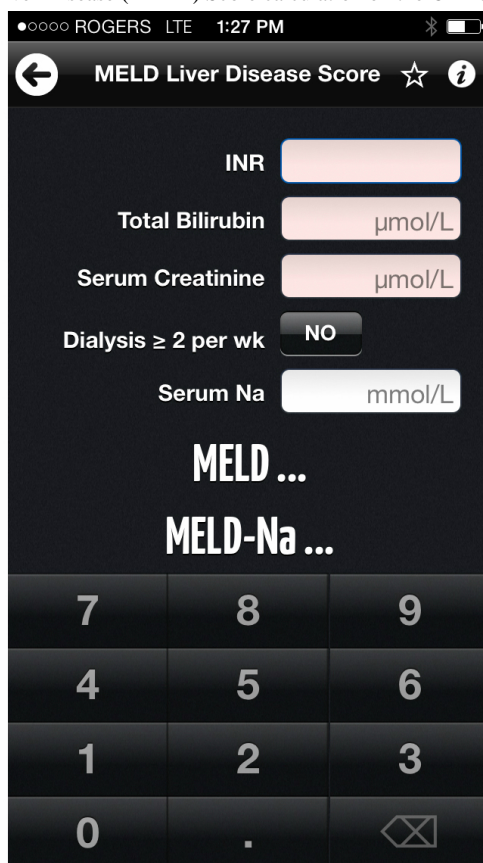 ROGERS LTE 1:27 PM
MELD Liver Disease Score
INR
Total Bilirubin μmol/L
Serum Creatinine μmol/L
Dialysis ≥ 2 per wk NO
Serum Na mmol/L
MELD ...
MELD-Na ...
7 8 9
4 5 6
1 2 3
0 .